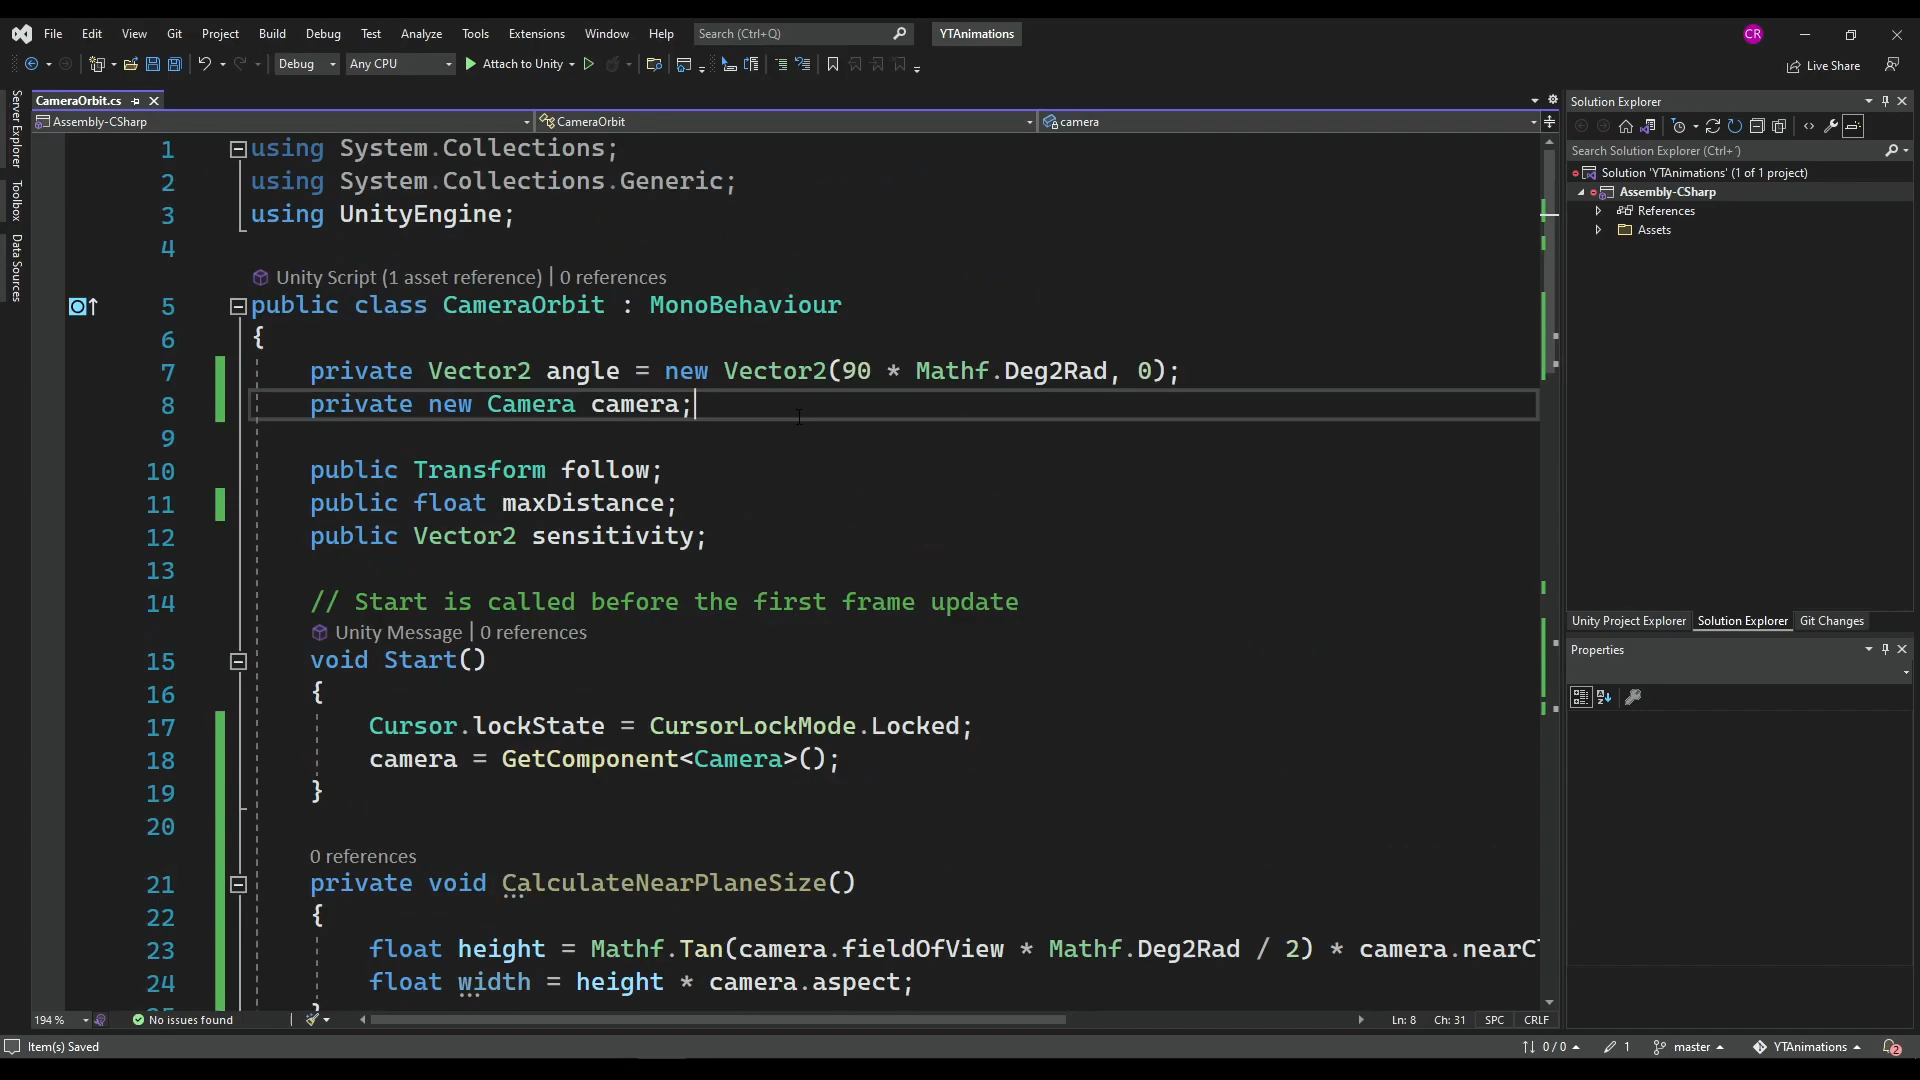 File Edit View Git Project Build Debug Test Analyze Tools Extensions Window Help Search (Ctrl+Q) YTAnimations CR
Debug Any CPU Attach to Unity Live Share
Server Explorer
Toolbox
Data Sources
CameraOrbit.cs
Assembly-CSharp CameraOrbit camera
1 using System.Collections;
2 using System.Collections.Generic;
3 using UnityEngine;
4
Unity Script (1 asset reference) | 0 references
5 public class CameraOrbit : MonoBehaviour
6 {
7 private Vector2 angle = new Vector2(90 * Mathf.Deg2Rad, 0);
8 private new Camera camera;
9
10 public Transform follow;
11 public float maxDistance;
12 public Vector2 sensitivity;
13
14 // Start is called before the first frame update
Unity Message | 0 references
15 void Start()
16 {
17 Cursor.lockState = CursorLockMode.Locked;
18 camera = GetComponent<Camera>();
19 }
20
0 references
21 private void CalculateNearPlaneSize()
22 {
23 float height = Mathf.Tan(camera.fieldOfView * Mathf.Deg2Rad / 2) * camera.nearCl
24 float width = height * camera.aspect;
194 % No issues found Ln: 8 Ch: 31 SPC CRLF
Solution Explorer
Search Solution Explorer (Ctrl+´)
Solution 'YTAnimations' (1 of 1 project)
Assembly-CSharp
References
Assets
Unity Project Explorer Solution Explorer Git Changes
Properties
Item(s) Saved 0 / 0 1 master YTAnimations 2